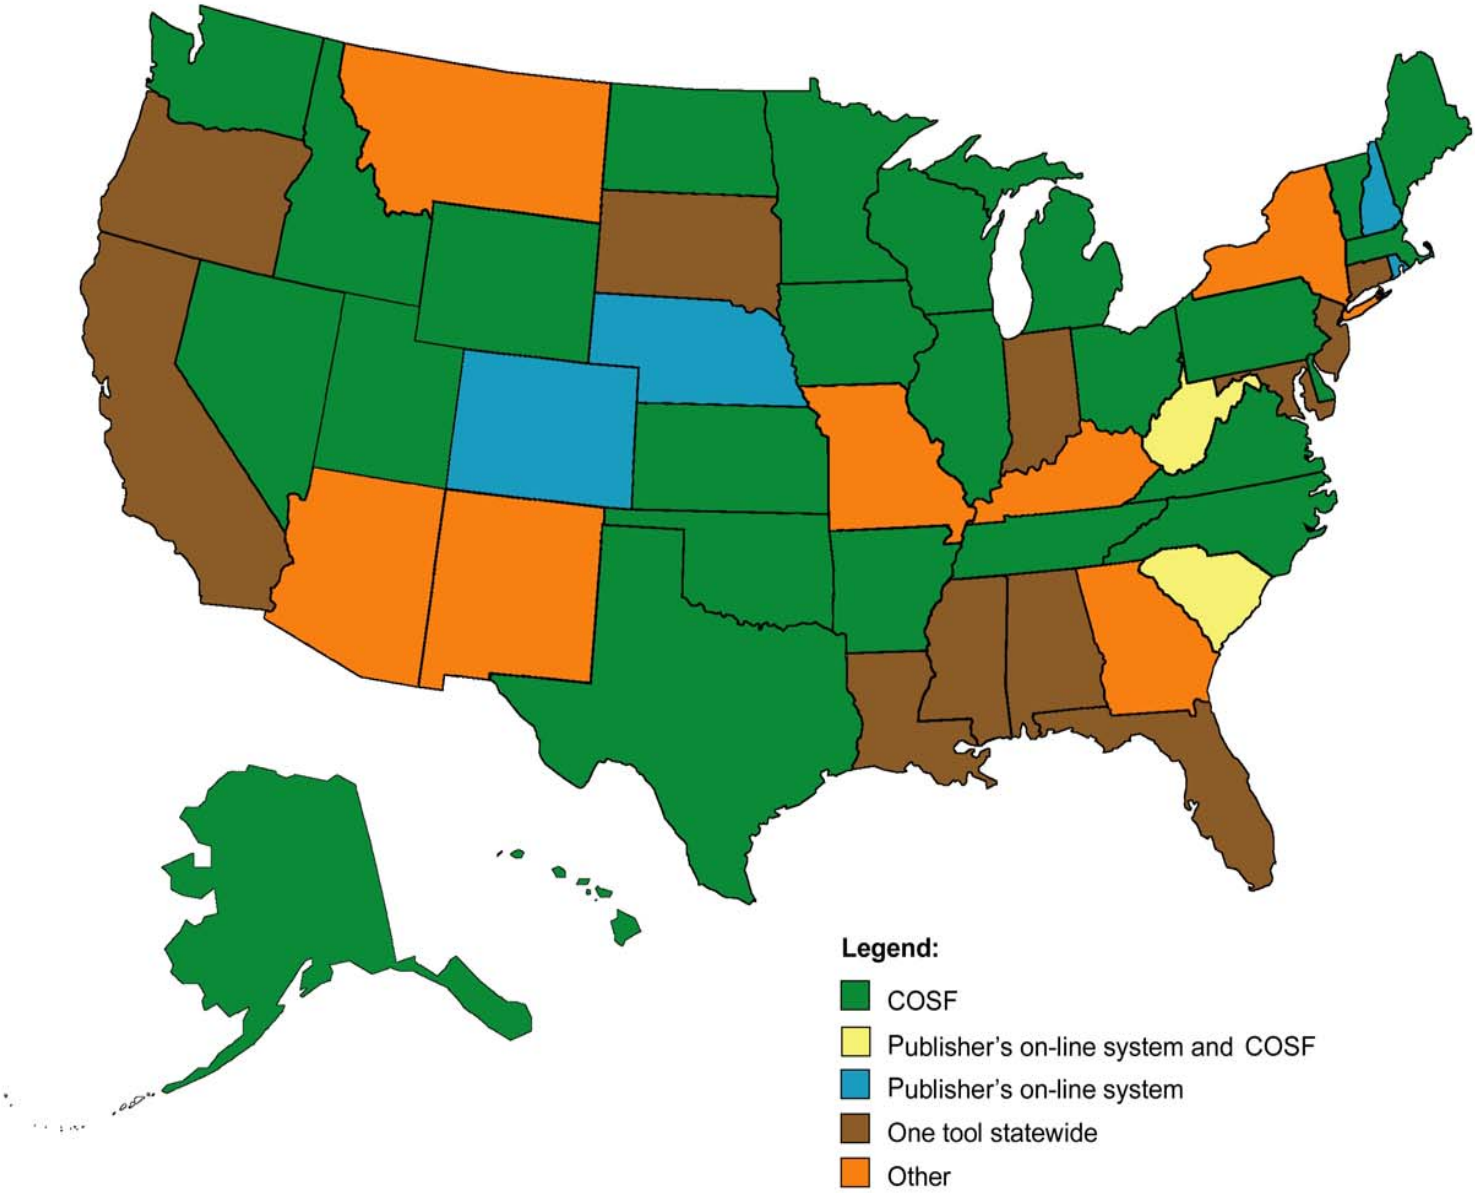 Legend:
COSF
Publisher's on-line system and COSF
Publisher's on-line system
One tool statewide
Other